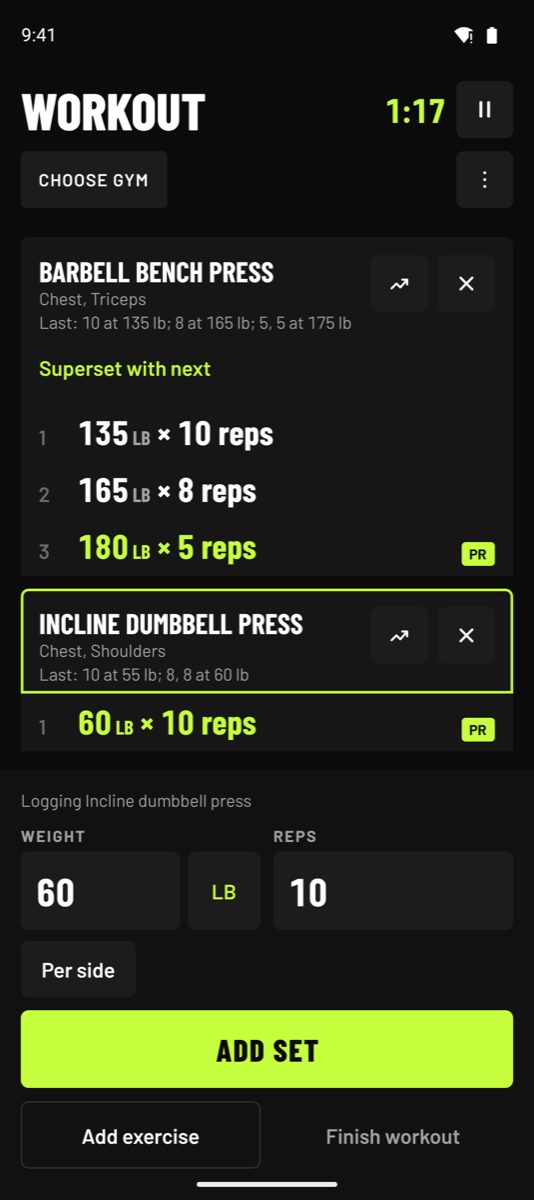 9:41
WORKOUT
1:17
CHOOSE GYM
BARBELL BENCH PRESS
Chest, Triceps
Last: 10 at 135 lb; 8 at 165 lb; 5, 5 at 175 lb
Superset with next
1 135 LB × 10 reps
2 165 LB × 8 reps
3 180 LB × 5 reps PR
INCLINE DUMBBELL PRESS
Chest, Shoulders
Last: 10 at 55 lb; 8, 8 at 60 lb
1 60 LB × 10 reps PR
Logging Incline dumbbell press
WEIGHT REPS
60 LB 10
Per side
ADD SET
Add exercise Finish workout